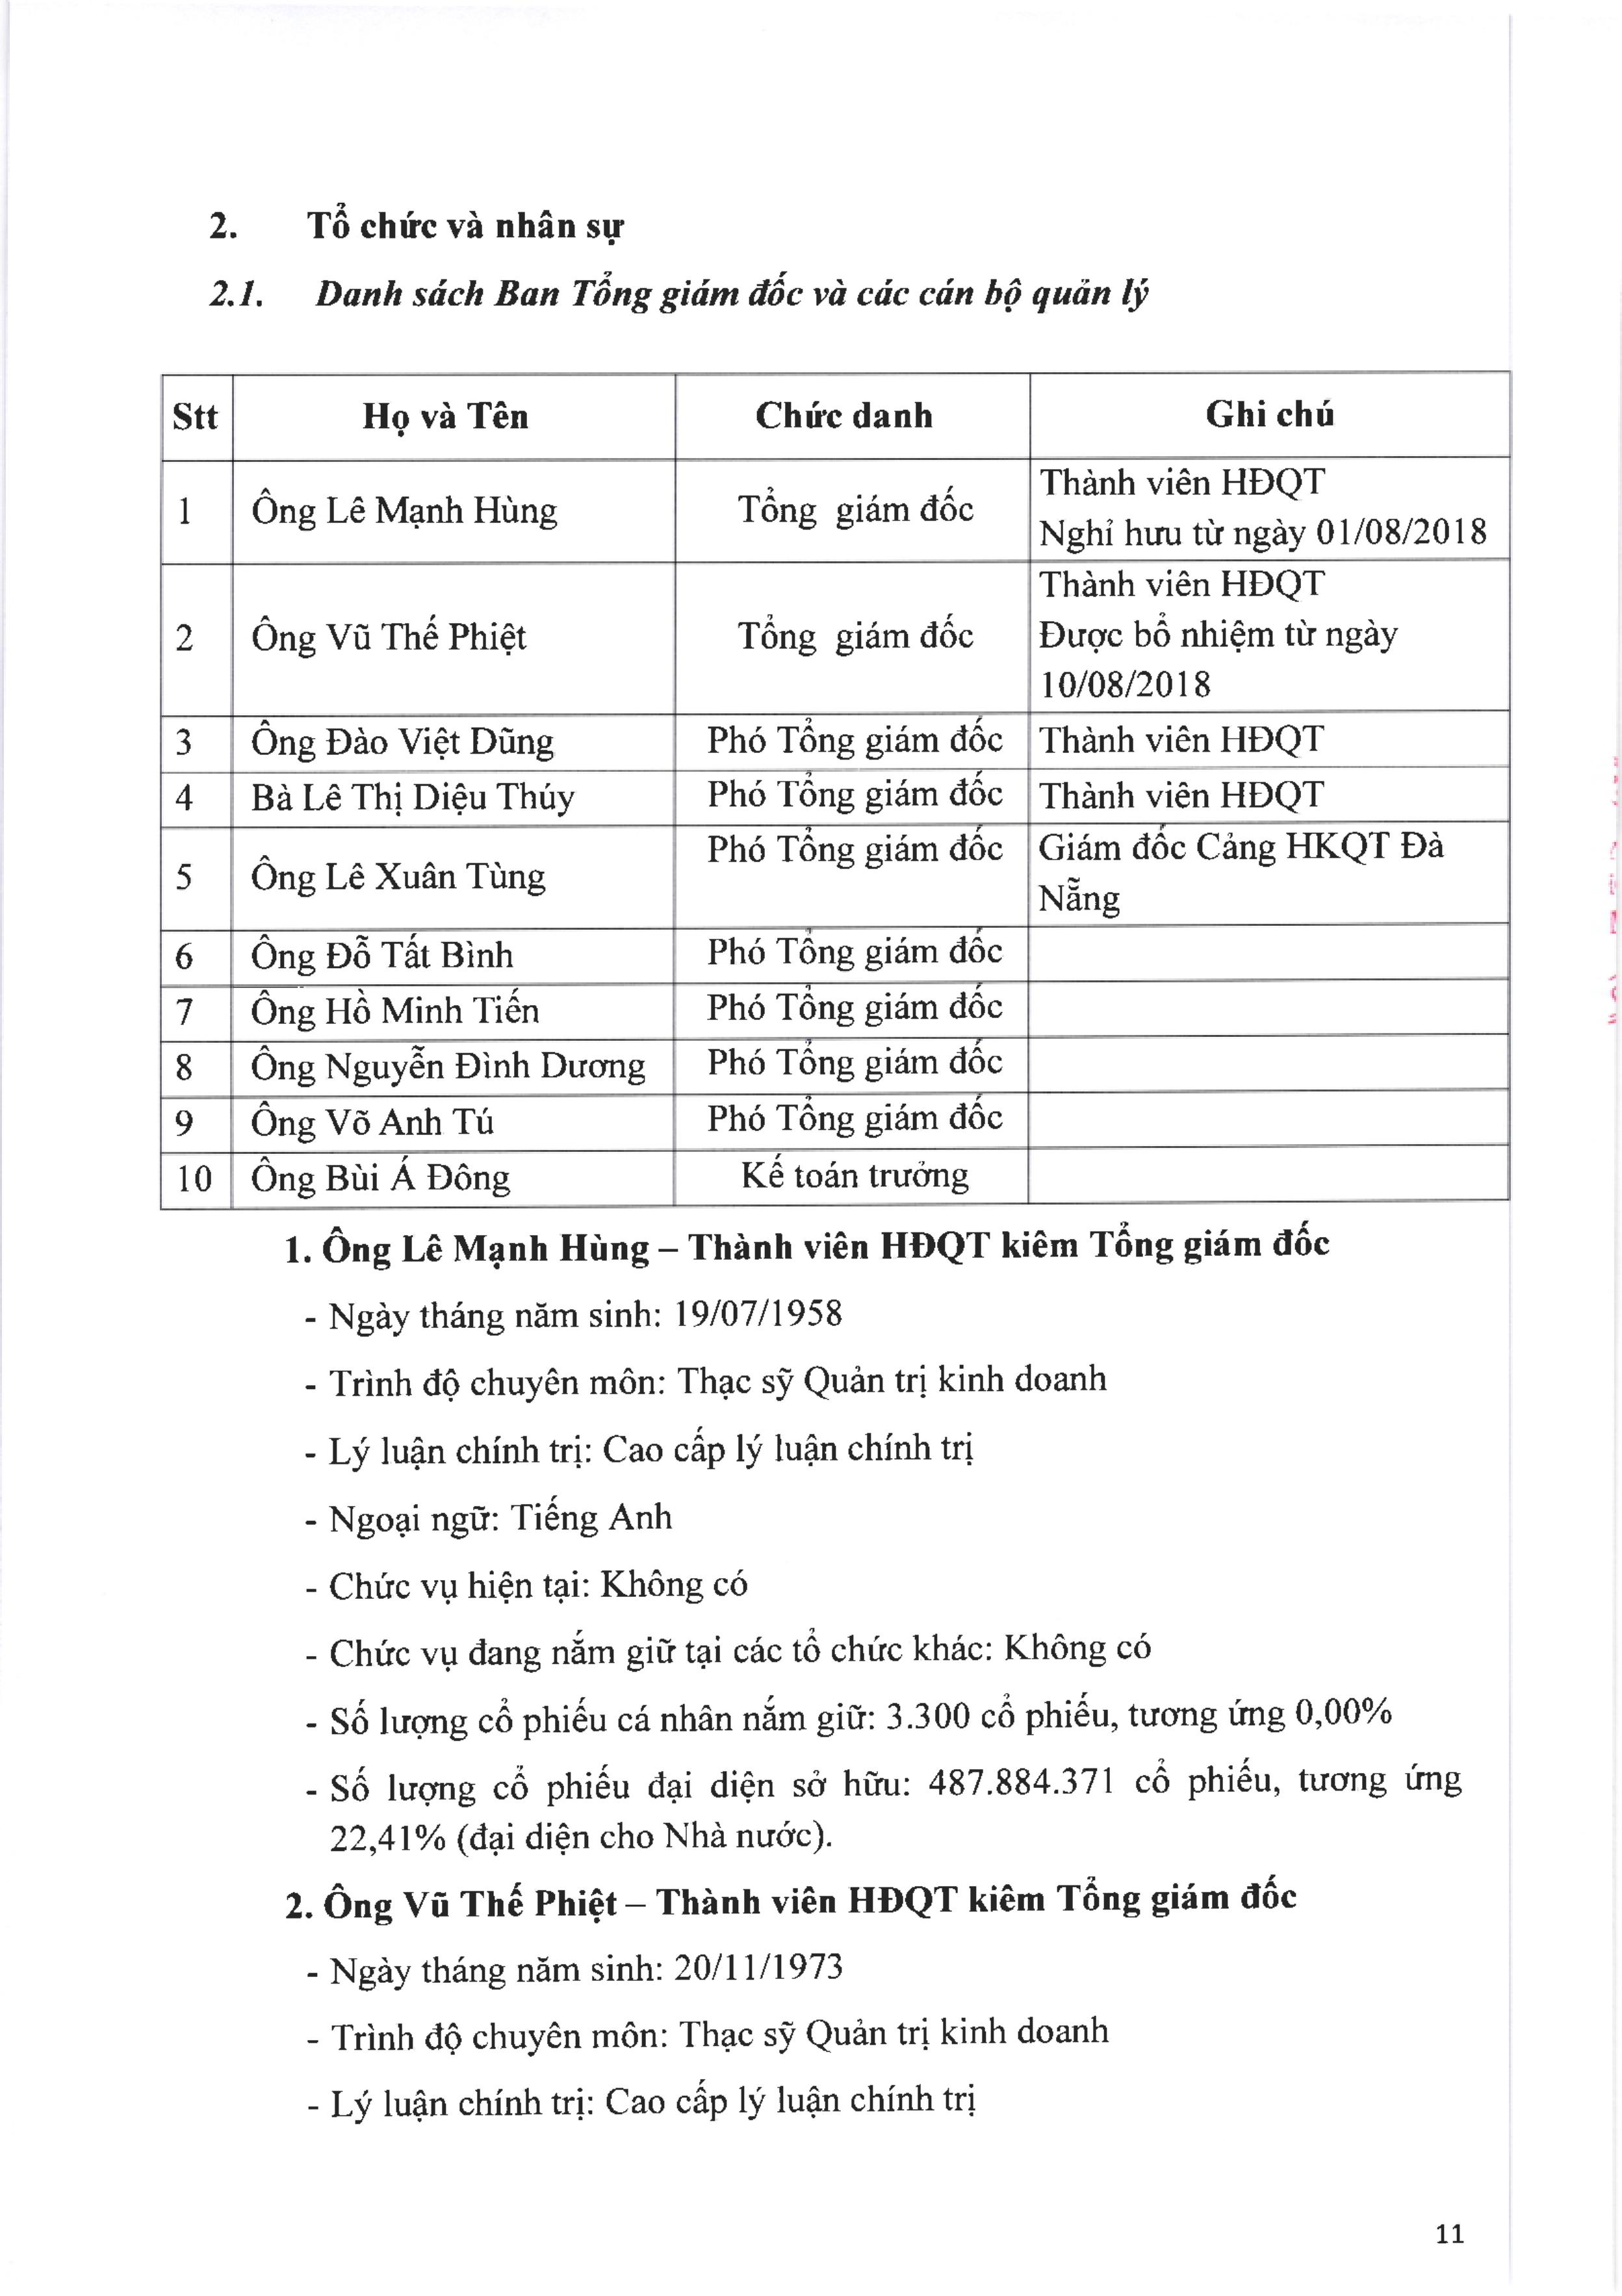 2. Tổ chức và nhân sự
2.1. Danh sách Ban Tổng giám đốc và các cán bộ quản lý
Stt Họ và Tên Chức danh Ghi chú
1 Ông Lê Mạnh Hùng Tổng giám đốc Thành viên HĐQT
Nghỉ hưu từ ngày 01/08/2018
2 Ông Vũ Thế Phiệt Tổng giám đốc Thành viên HĐQT
Được bổ nhiệm từ ngày
10/08/2018
3 Ông Đào Việt Dũng Phó Tổng giám đốc Thành viên HĐQT
4 Bà Lê Thị Diệu Thúy Phó Tổng giám đốc Thành viên HĐQT
5 Ông Lê Xuân Tùng Phó Tổng giám đốc Giám đốc Cảng HKQT Đà
Nẵng
6 Ông Đỗ Tất Bình Phó Tổng giám đốc
7 Ông Hồ Minh Tiến Phó Tổng giám đốc
8 Ông Nguyễn Đình Dương Phó Tổng giám đốc
9 Ông Võ Anh Tú Phó Tổng giám đốc
10 Ông Bùi Á Đông Kế toán trưởng
1. Ông Lê Mạnh Hùng – Thành viên HĐQT kiêm Tổng giám đốc
- Ngày tháng năm sinh: 19/07/1958
- Trình độ chuyên môn: Thạc sỹ Quản trị kinh doanh
- Lý luận chính trị: Cao cấp lý luận chính trị
- Ngoại ngữ: Tiếng Anh
- Chức vụ hiện tại: Không có
- Chức vụ đang nắm giữ tại các tổ chức khác: Không có
- Số lượng cổ phiếu cá nhân nắm giữ: 3.300 cổ phiếu, tương ứng 0,00%
- Số lượng cổ phiếu đại diện sở hữu: 487.884.371 cổ phiếu, tương ứng
22,41% (đại diện cho Nhà nước).
2. Ông Vũ Thế Phiệt – Thành viên HĐQT kiêm Tổng giám đốc
- Ngày tháng năm sinh: 20/11/1973
- Trình độ chuyên môn: Thạc sỹ Quản trị kinh doanh
- Lý luận chính trị: Cao cấp lý luận chính trị
11